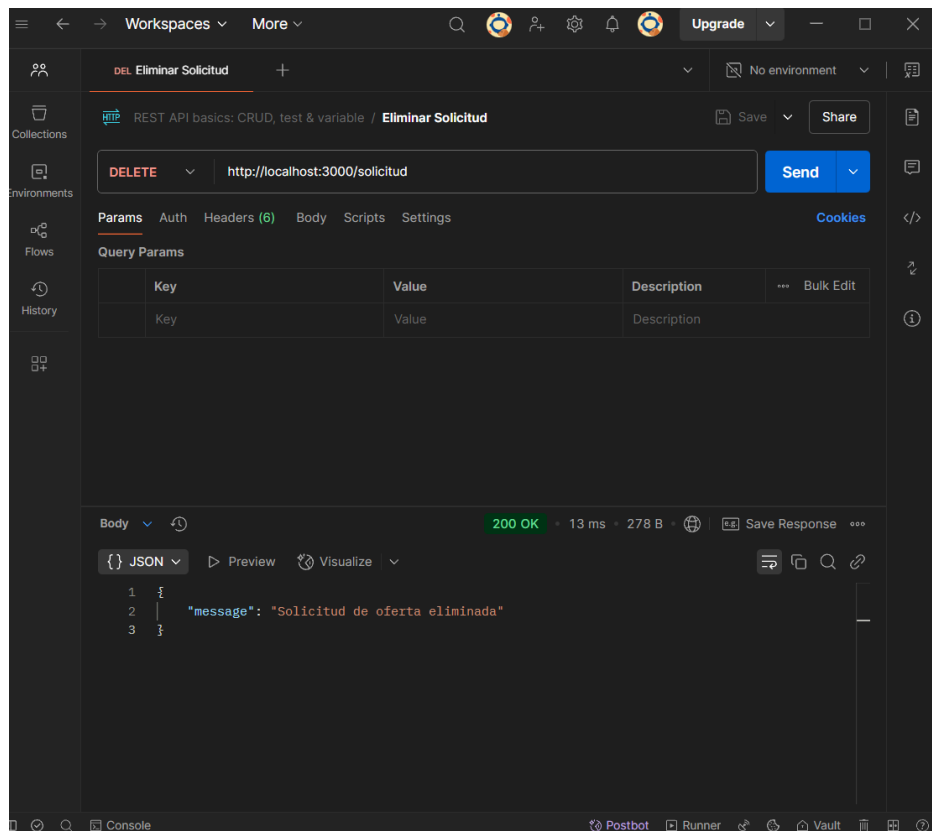 Workspaces More Upgrade
DEL Eliminar Solicitud No environment
HTTP REST API basics: CRUD, test & variable / Eliminar Solicitud Save Share
Collections
DELETE http://localhost:3000/solicitud Send
Environments
Params Auth Headers (6) Body Scripts Settings Cookies
Flows
Query Params
Key Value Description Bulk Edit
History
Key Value Description
Body 200 OK 13 ms 278 B e.g. Save Response
{} JSON Preview Visualize
1 {
2 "message": "Solicitud de oferta eliminada"
3 }
Console Postbot Runner Vault